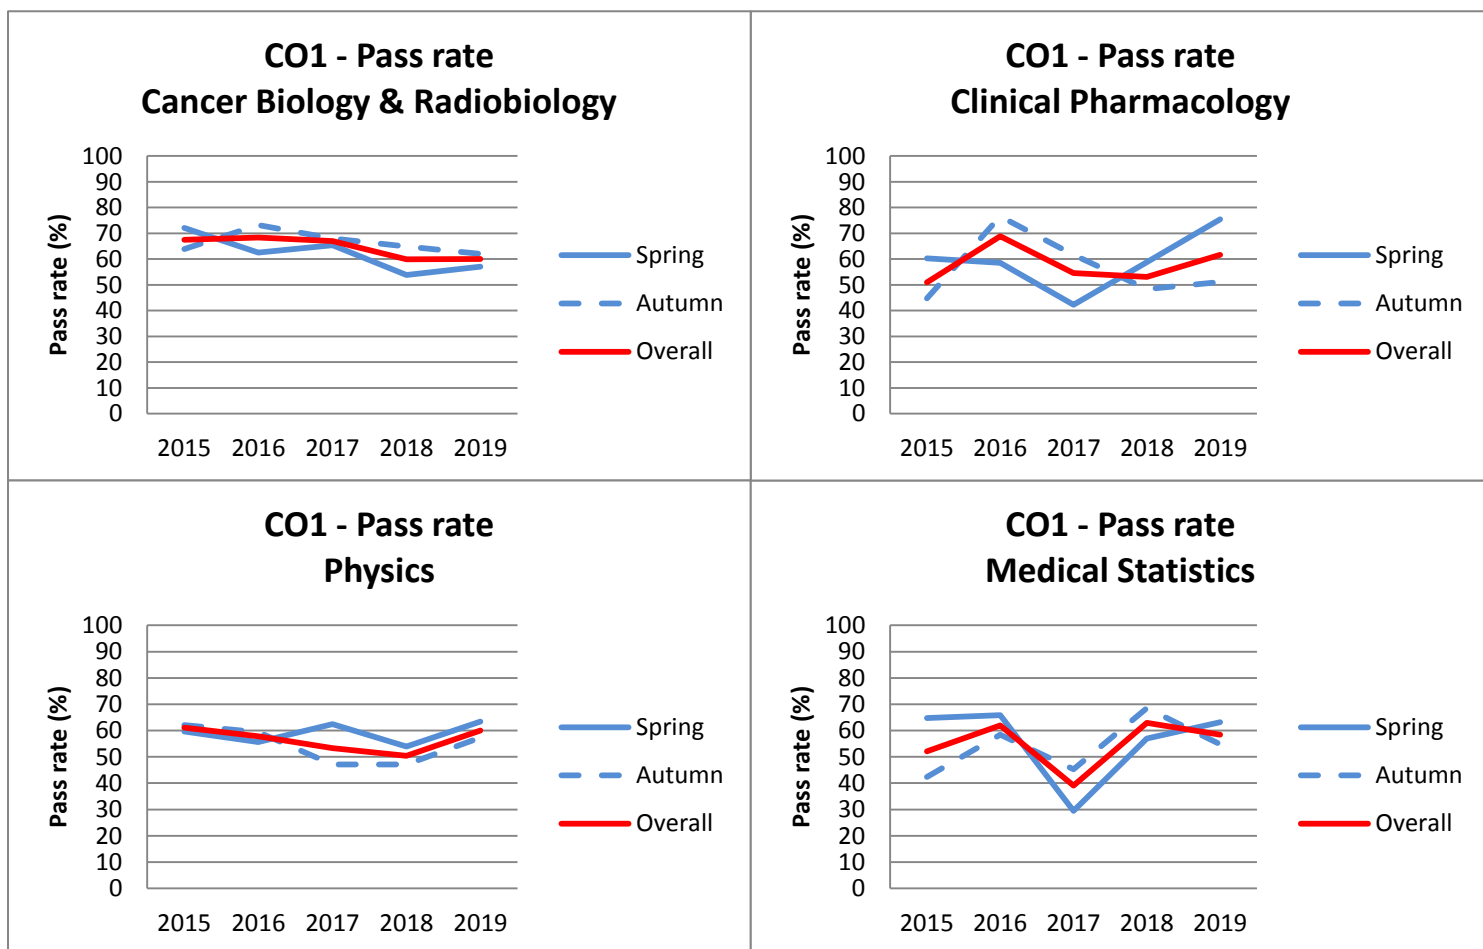 CO1 - Pass rate
Cancer Biology & Radiobiology
Pass rate (%)
100
90
80
70
60
50
40
30
20
10
0
2015 2016 2017 2018 2019
Spring
Autumn
Overall
CO1 - Pass rate
Clinical Pharmacology
Pass rate (%)
100
90
80
70
60
50
40
30
20
10
0
2015 2016 2017 2018 2019
Spring
Autumn
Overall
CO1 - Pass rate
Physics
Pass rate (%)
100
90
80
70
60
50
40
30
20
10
0
2015 2016 2017 2018 2019
Spring
Autumn
Overall
CO1 - Pass rate
Medical Statistics
Pass rate (%)
100
90
80
70
60
50
40
30
20
10
0
2015 2016 2017 2018 2019
Spring
Autumn
Overall